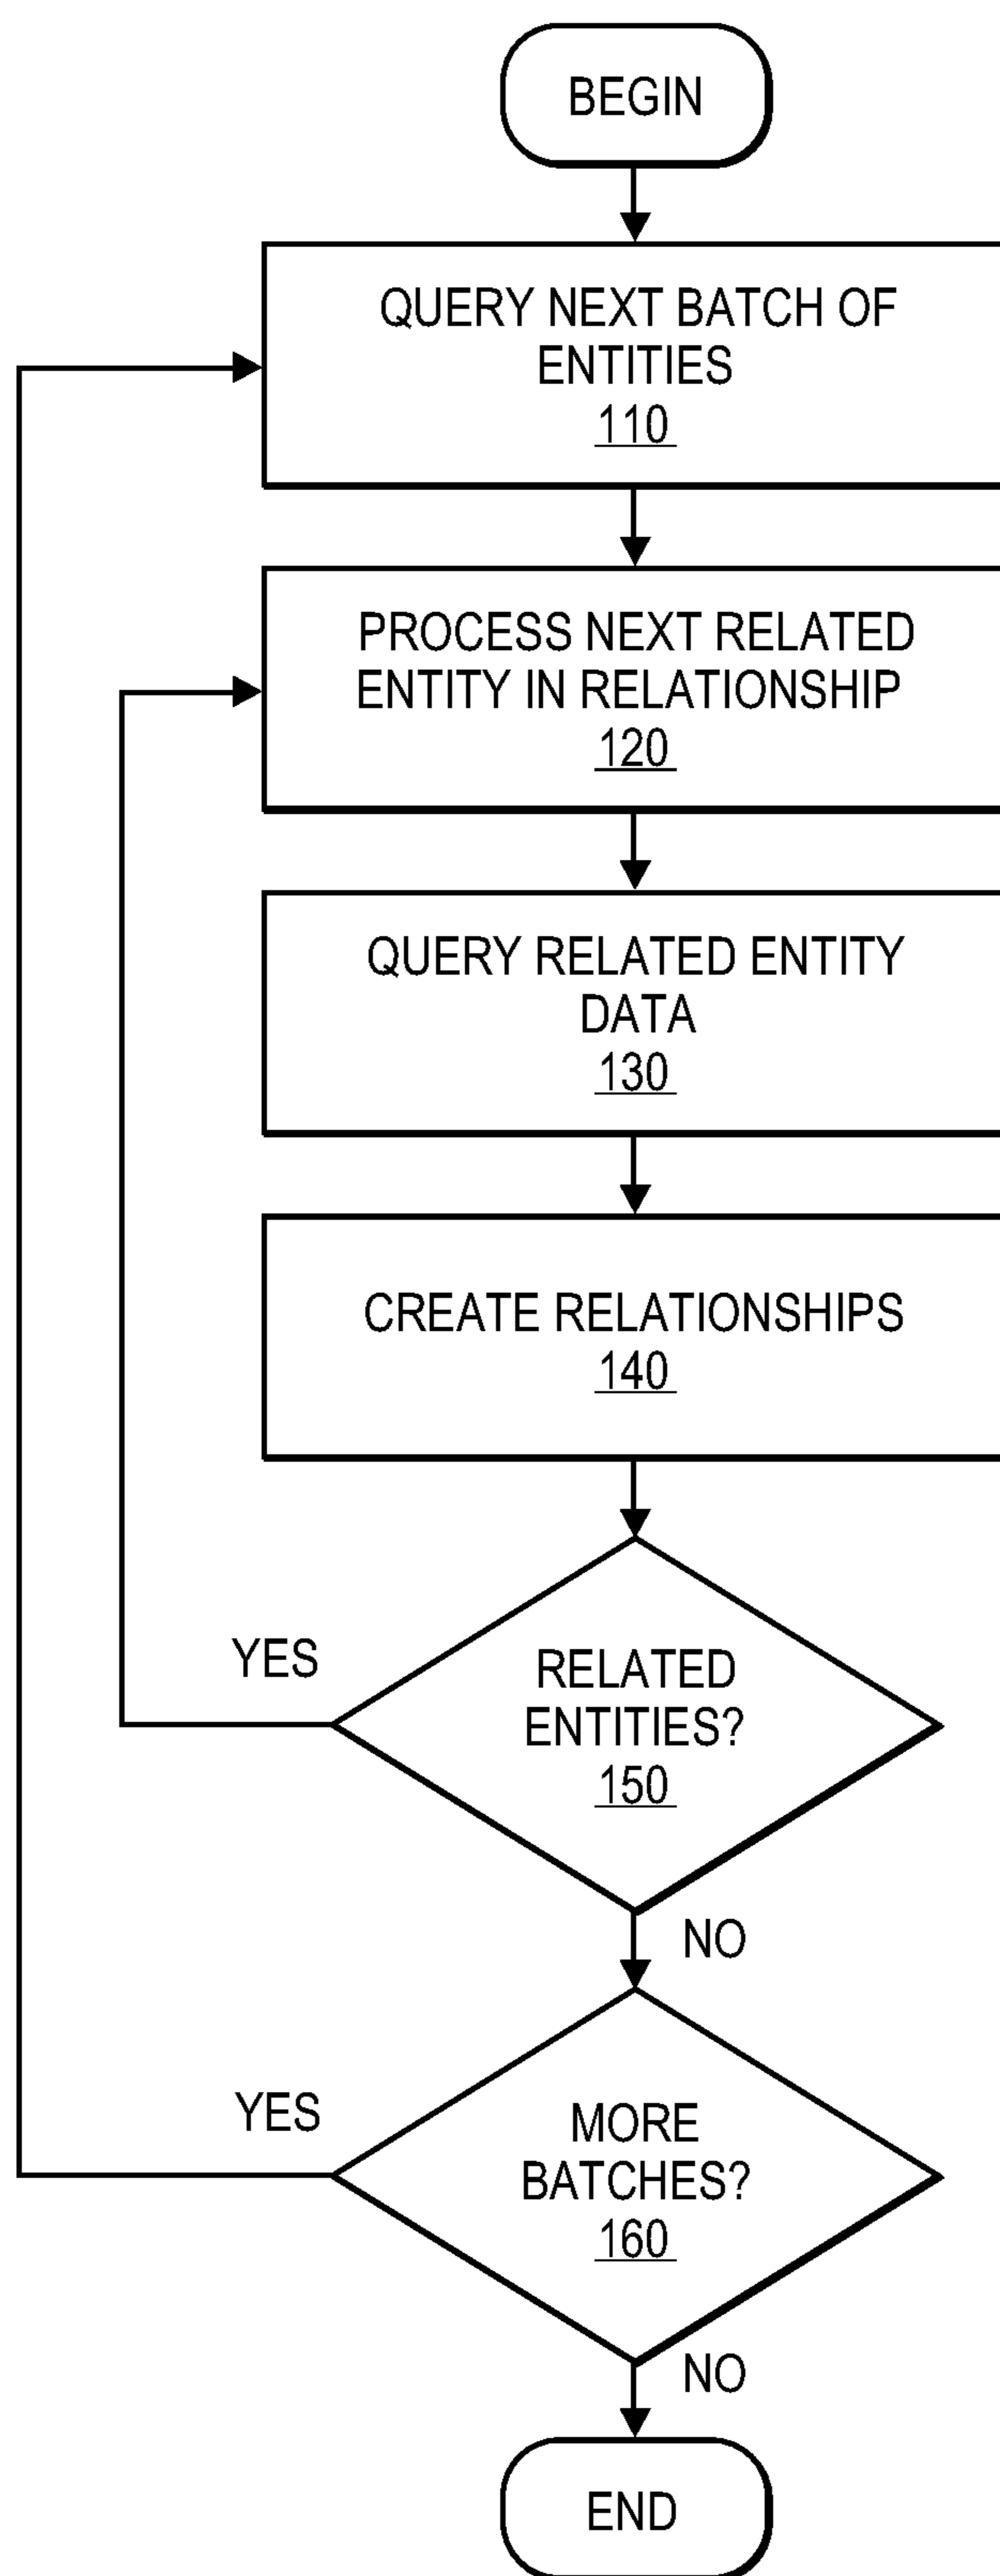 BEGIN
QUERY NEXT BATCH OF
ENTITIES
110
PROCESS NEXT RELATED
ENTITY IN RELATIONSHIP
120
QUERY RELATED ENTITY
DATA
130
CREATE RELATIONSHIPS
140
YES
RELATED
ENTITIES?
150
NO
YES
MORE
BATCHES?
160
NO
END